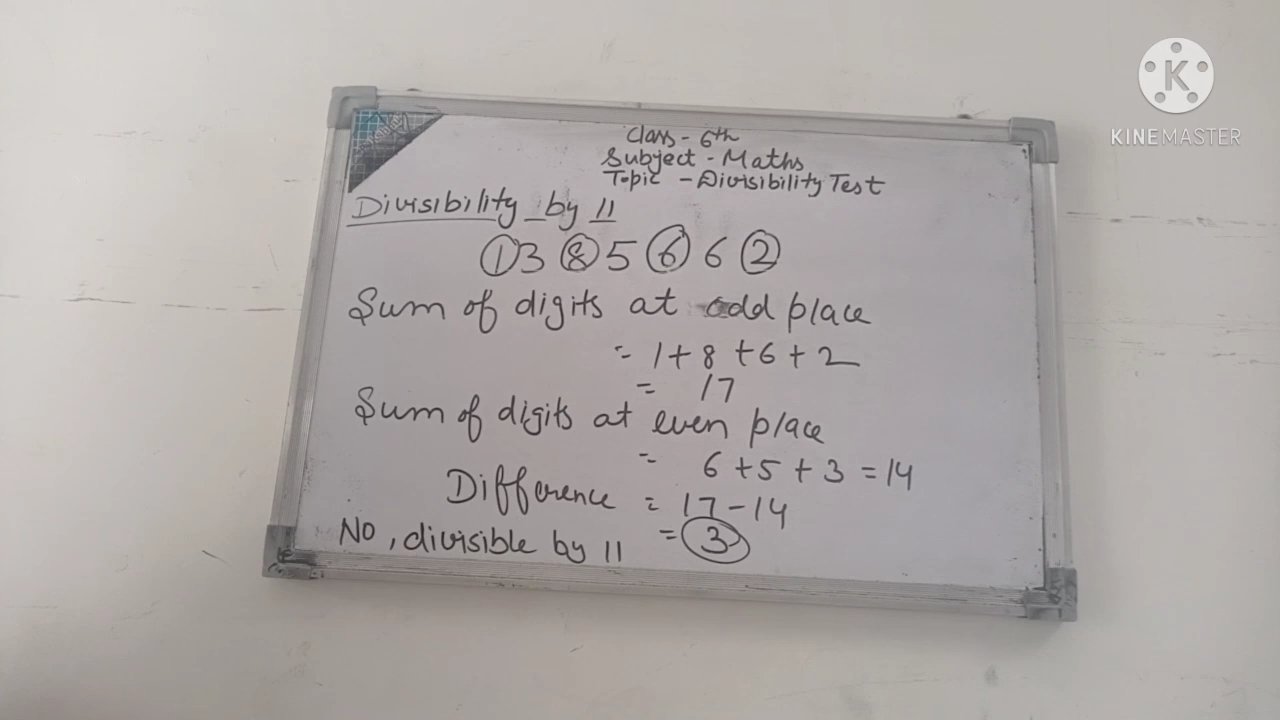 KINEMASTER
Class - 6th
Subject - Maths
Topic - Divisibility Test
Divisibility by 11
1 3 8 5 6 6 2
Sum of digits at odd place
= 1 + 8 + 6 + 2
= 17
Sum of digits at even place
= 6 + 5 + 3 = 14
Difference = 17 - 14
= 3
No, divisible by 11